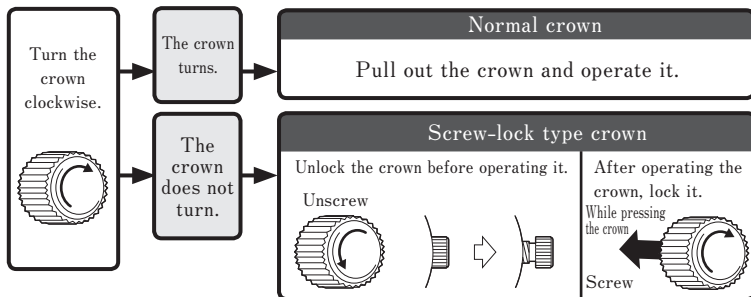 Turn the
crown
clockwise.
The crown
turns.
Normal crown
Pull out the crown and operate it.
The
crown
does not
turn.
Screw-lock type crown
Unlock the crown before operating it.
Unscrew
After operating the
crown, lock it.
While pressing
the crown
Screw